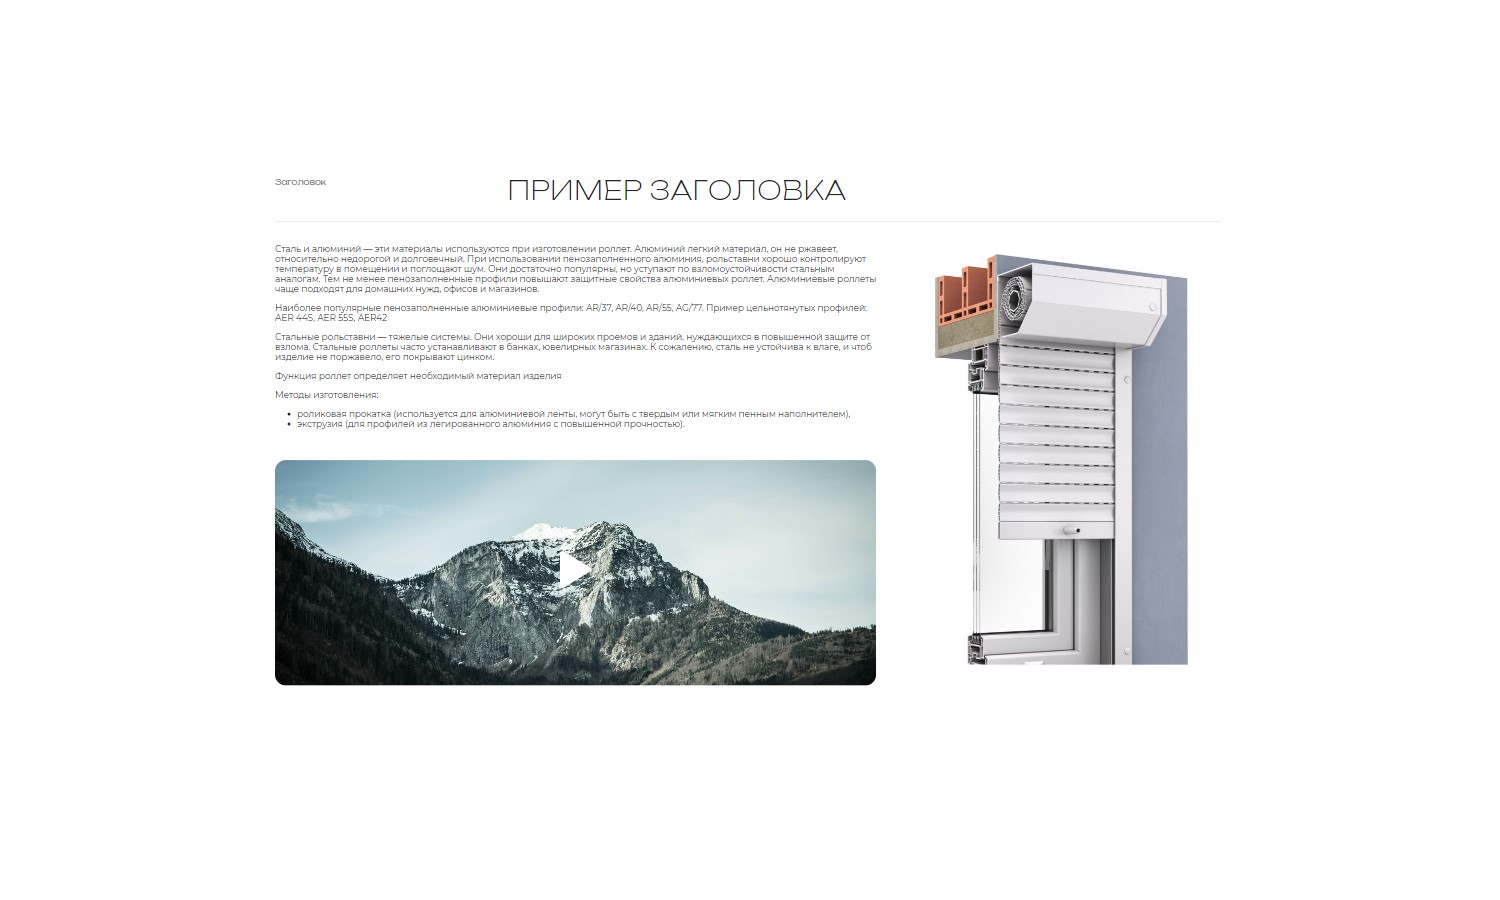 Заголовок
ПРИМЕР ЗАГОЛОВКА
Сталь и алюминий — эти материалы используются при изготовлении роллет. Алюминий легкий материал, он не ржавеет,
относительно недорогой и долговечный. При использовании пенозаполненного алюминия, рольставни хорошо контролируют
температуру в помещении и поглощают шум. Они достаточно популярны, но уступают по взломоустойчивости стальным
аналогам. Тем не менее пенозаполненные профили повышают защитные свойства алюминиевых роллет. Алюминиевые роллеты
чаще подходят для домашних нужд, офисов и магазинов.
Наиболее популярные пенозаполненные алюминиевые профили: AR/37, AR/40, AR/55, AG/77. Пример цельнотянутых профилей:
AER 44S, AER 55S, AER42
Стальные рольставни — тяжелые системы. Они хороши для широких проемов и зданий, нуждающихся в повышенной защите от
взлома. Стальные роллеты часто устанавливают в банках, ювелирных магазинах. К сожалению, сталь не устойчива к влаге, и чтоб
изделие не поржавело, его покрывают цинком.
Функция роллет определяет необходимый материал изделия
Методы изготовления:
• роликовая прокатка (используется для алюминиевой ленты, могут быть с твердым или мягким пенным наполнителем),
• экструзия (для профилей из легированного алюминия с повышенной прочностью).